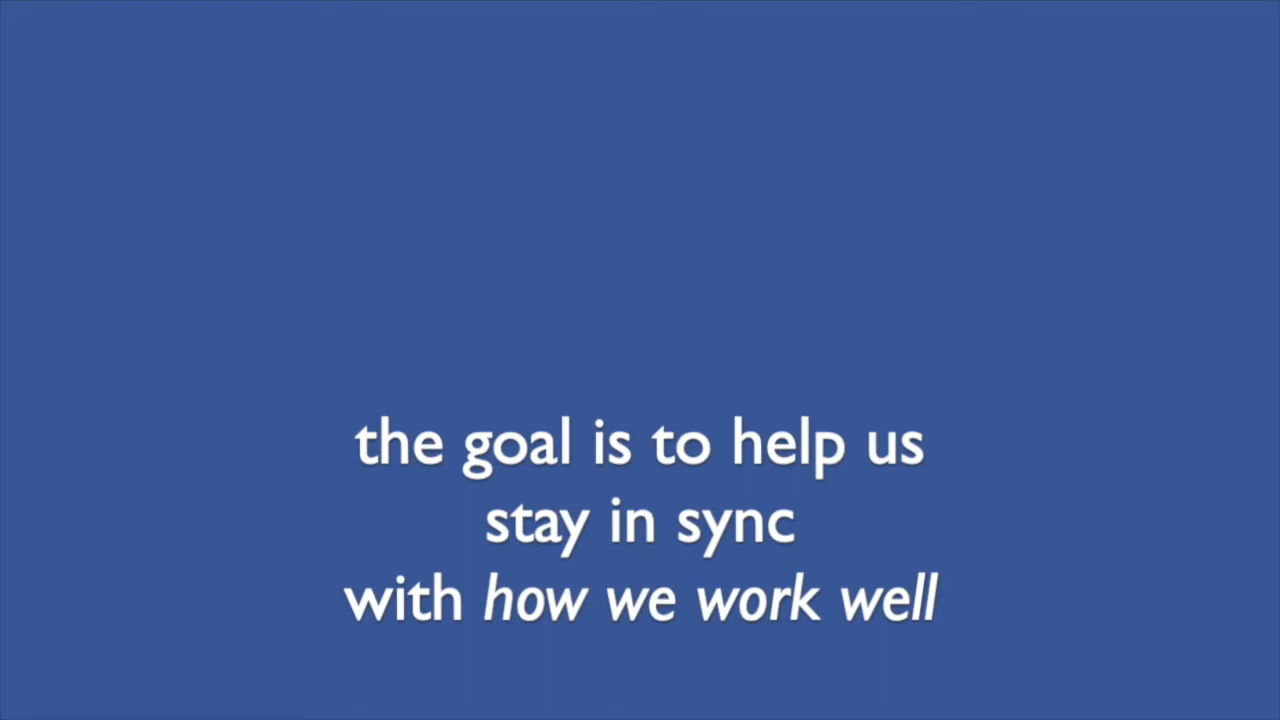 the goal is to help us
stay in sync
with how we work well